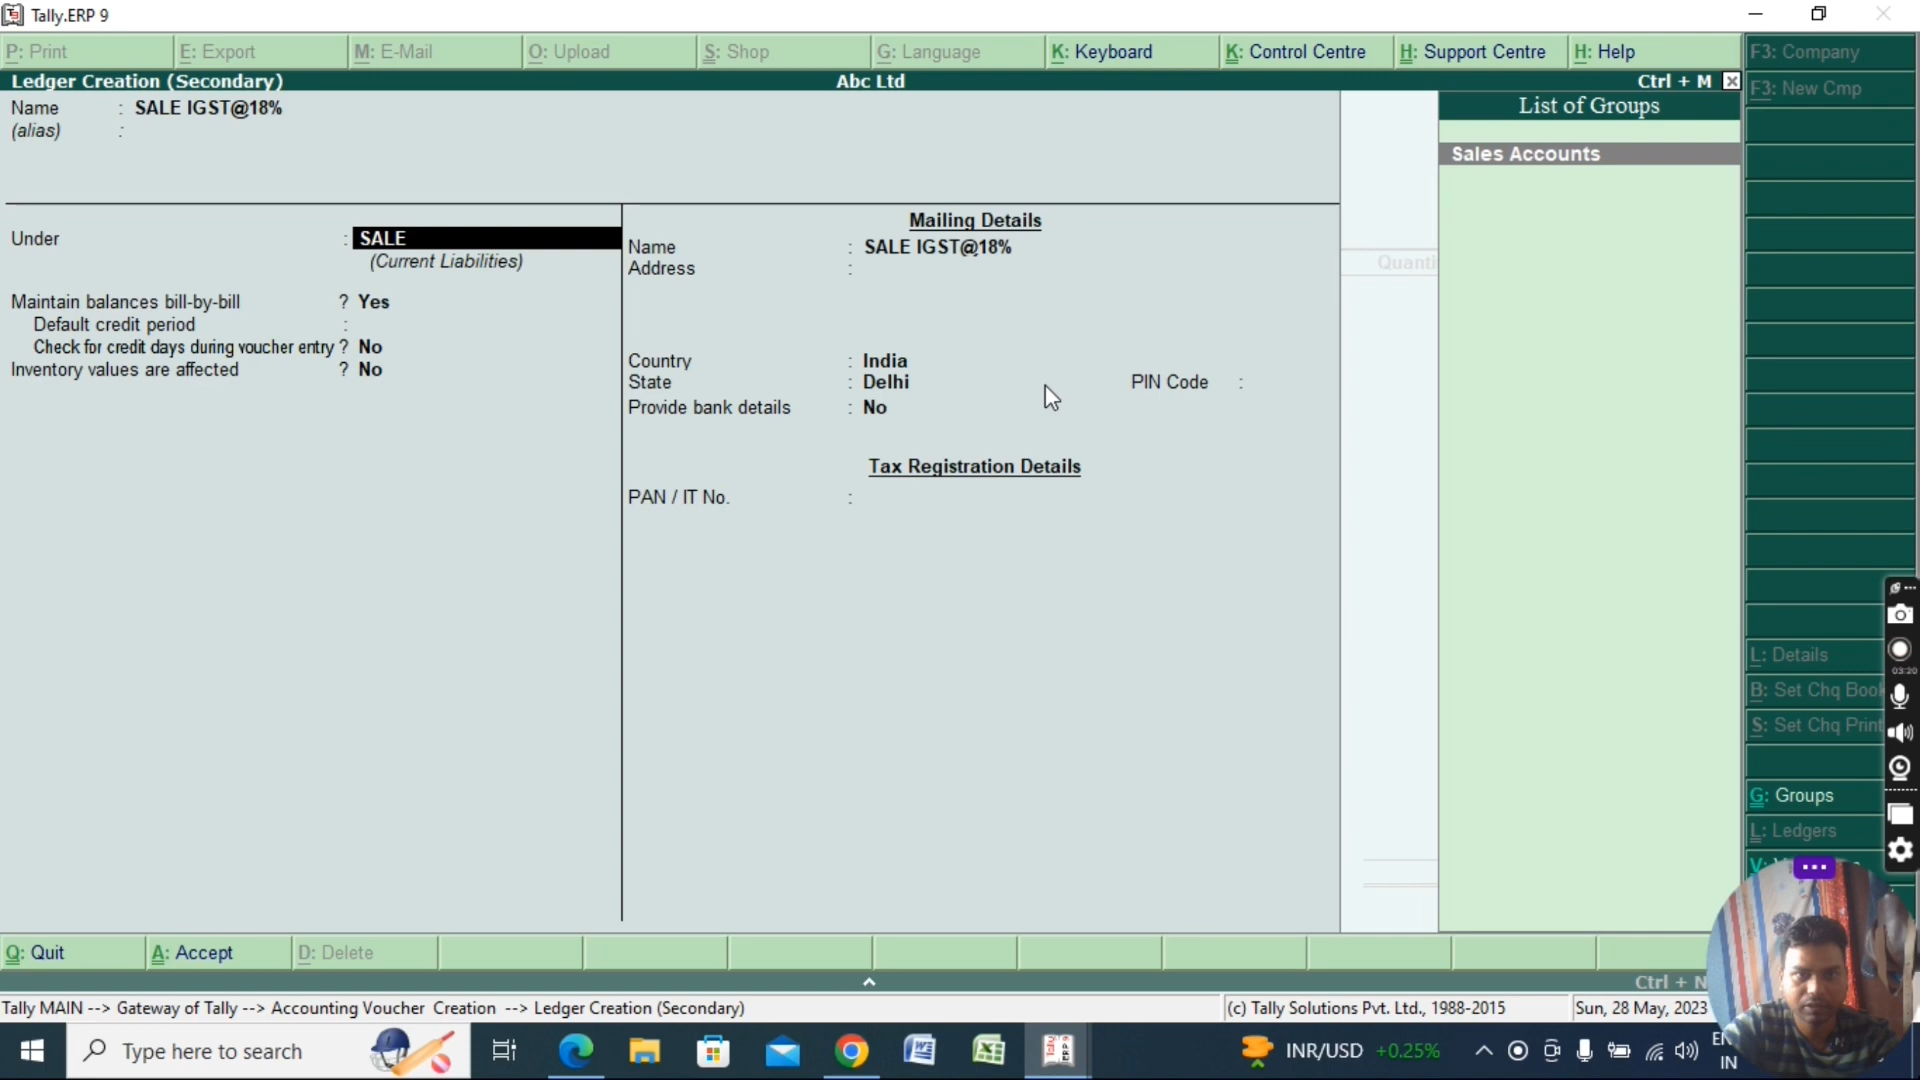 Tally.ERP 9
P: Print E: Export M: E-Mail O: Upload S: Shop G: Language K: Keyboard K: Control Centre H: Support Centre H: Help
F3: Company
Ledger Creation (Secondary) Abc Ltd Ctrl + M
F3: New Cmp
Name : SALE IGST@18%
(alias) :
List of Groups
Sales Accounts
Under : SALE
(Current Liabilities)
Maintain balances bill-by-bill ? Yes
Default credit period :
Check for credit days during voucher entry ? No
Inventory values are affected ? No
Mailing Details
Name : SALE IGST@18%
Address :
Country : India
State : Delhi PIN Code :
Provide bank details : No
Tax Registration Details
PAN / IT No. :
Quanti
L: Details
B: Set Chq Book
S: Set Chq Print
G: Groups
L: Ledgers
03:20
Q: Quit A: Accept D: Delete
Ctrl + N
Tally MAIN --> Gateway of Tally --> Accounting Voucher Creation --> Ledger Creation (Secondary) (c) Tally Solutions Pvt. Ltd., 1988-2015 Sun, 28 May, 2023
Type here to search
INR/USD +0.25%
IN